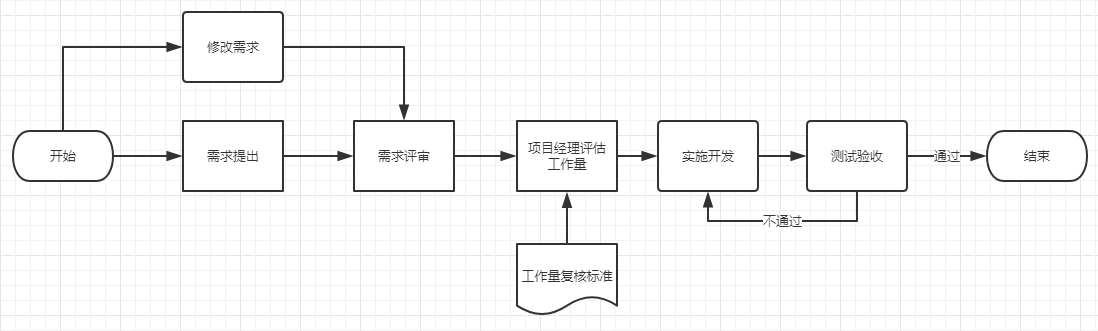 修改需求
开始
需求提出
需求评审
项目经理评估
工作量
实施开发
测试验收
通过
结束
不通过
工作量复核标准